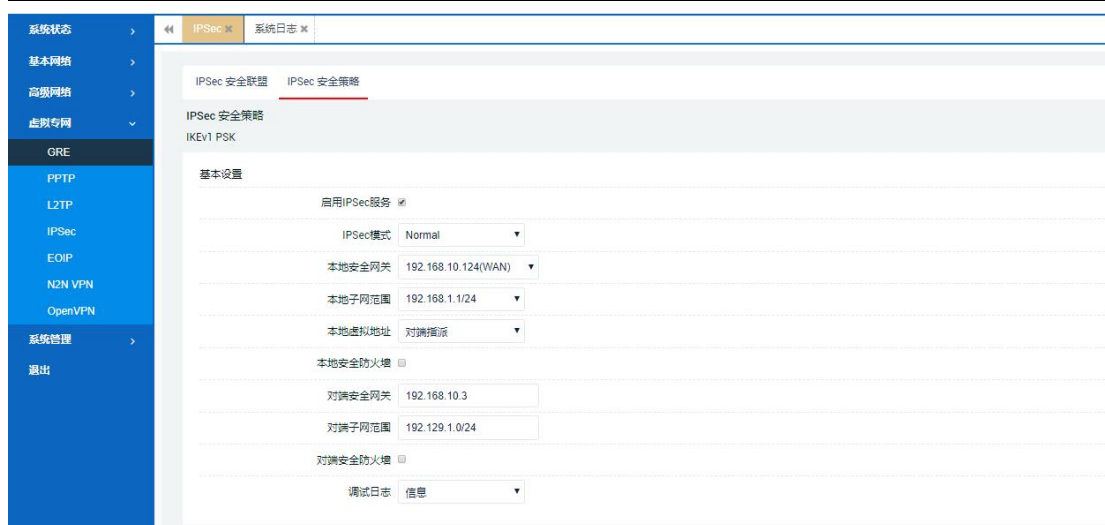 系统状态
基本网络
高级网络
虚拟专网
GRE
PPTP
L2TP
IPSec
EOIP
N2N VPN
OpenVPN
系统管理
退出
IPSec 系统日志
IPSec 安全联盟 IPSec 安全策略
IPSec 安全策略
IKEv1 PSK
基本设置
启用IPSec服务
IPSec模式 Normal
本地安全网关 192.168.10.124(WAN)
本地子网范围 192.168.1.1/24
本地虚拟地址 对端指派
本地安全防火墙
对端安全网关 192.168.10.3
对端子网范围 192.129.1.0/24
对端安全防火墙
调试日志 信息